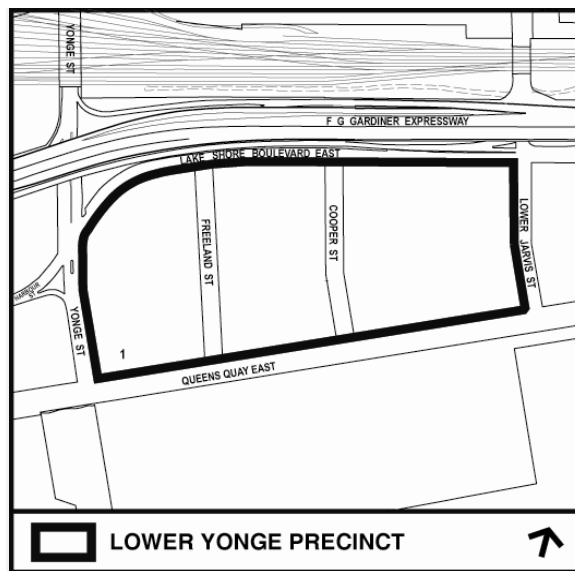 YONGE ST
F G GARDINER EXPRESSWAY
LAKE SHORE BOULEVARD EAST
FREELAND ST
COOPER ST
LOWER JARVIS ST
HARBOUR ST
YONGE ST
1
QUEENS QUAY EAST
LOWER YONGE PRECINCT